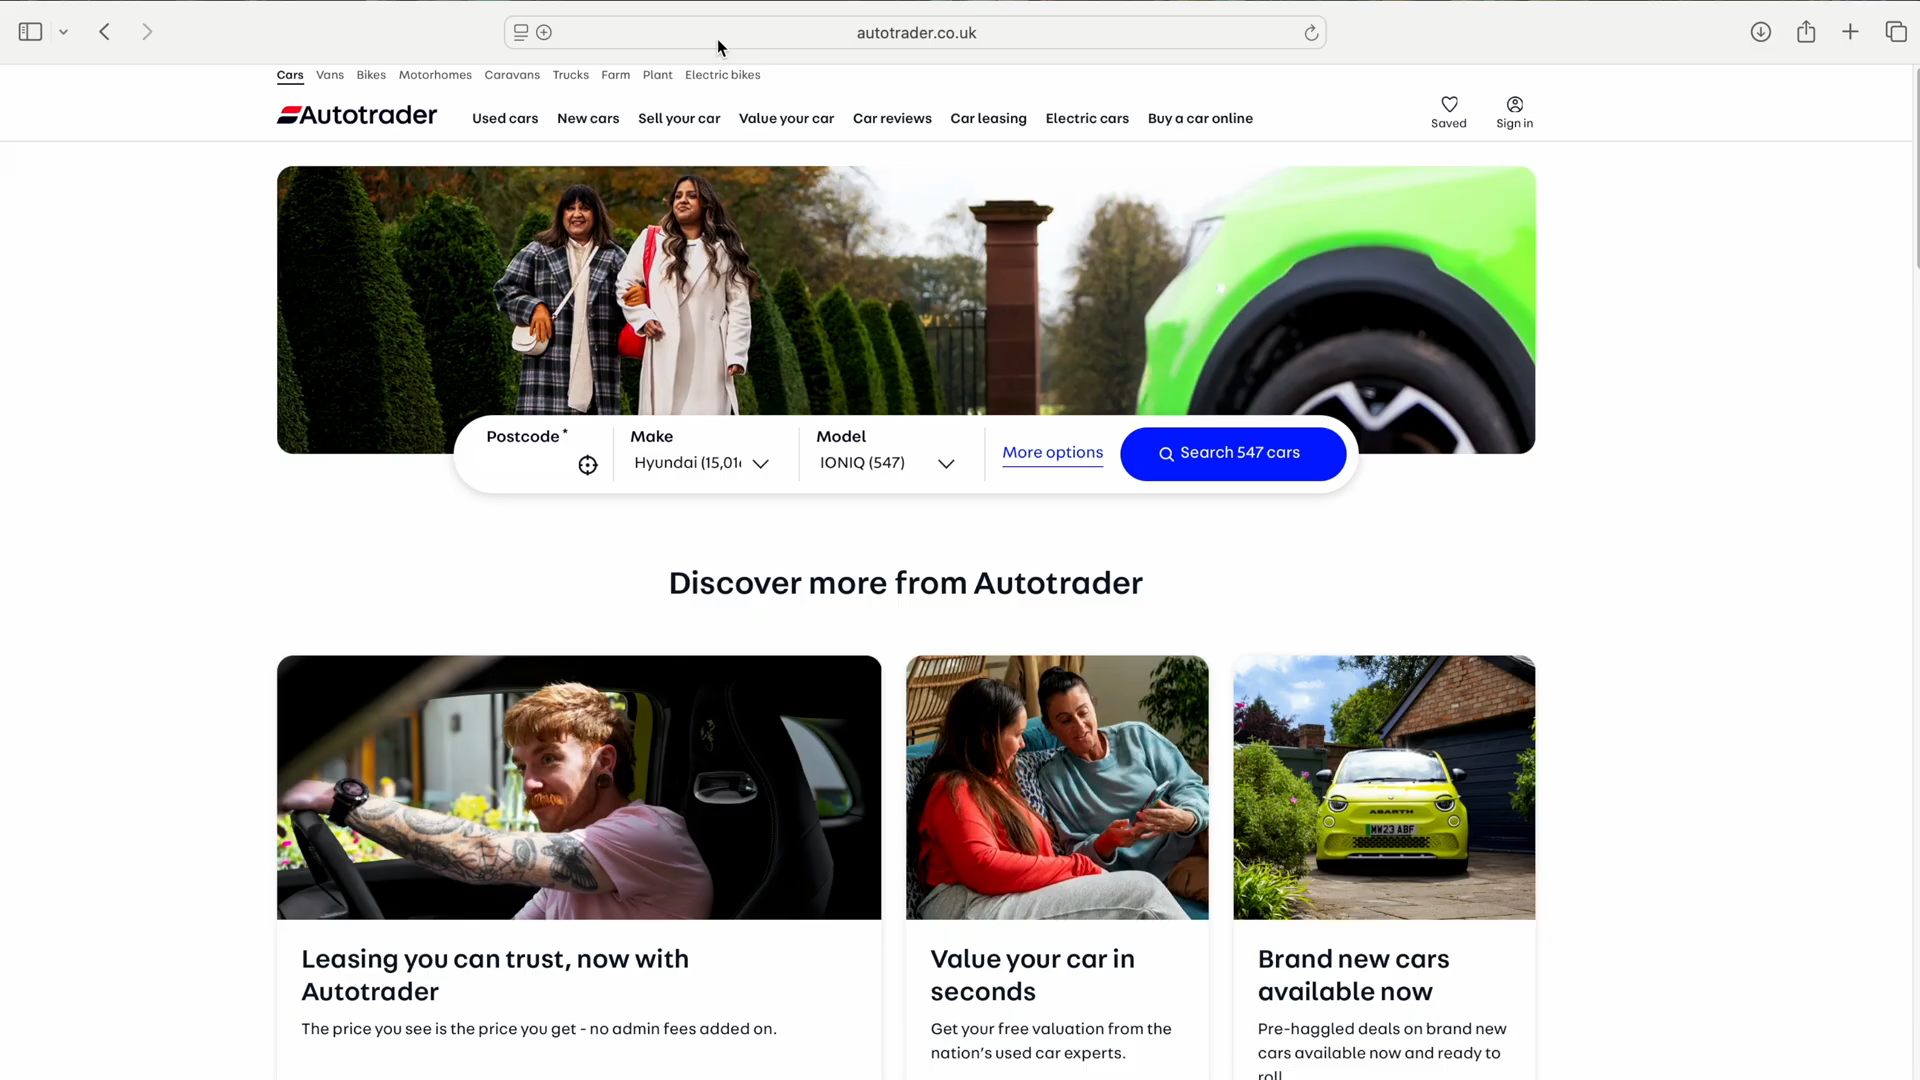 autotrader.co.uk
Cars Vans Bikes Motorhomes Caravans Trucks Farm Plant Electric bikes
Autotrader Used cars New cars Sell your car Value your car Car reviews Car leasing Electric cars Buy a car online Saved Sign in
Postcode* Make Model
Hyundai (15,01 IONIQ (547) More options Search 547 cars
Discover more from Autotrader
ABARTH
MW23 ABF
Leasing you can trust, now with
Autotrader
The price you see is the price you get - no admin fees added on.
Value your car in
seconds
Get your free valuation from the
nation's used car experts.
Brand new cars
available now
Pre-haggled deals on brand new
cars available now and ready to
roll